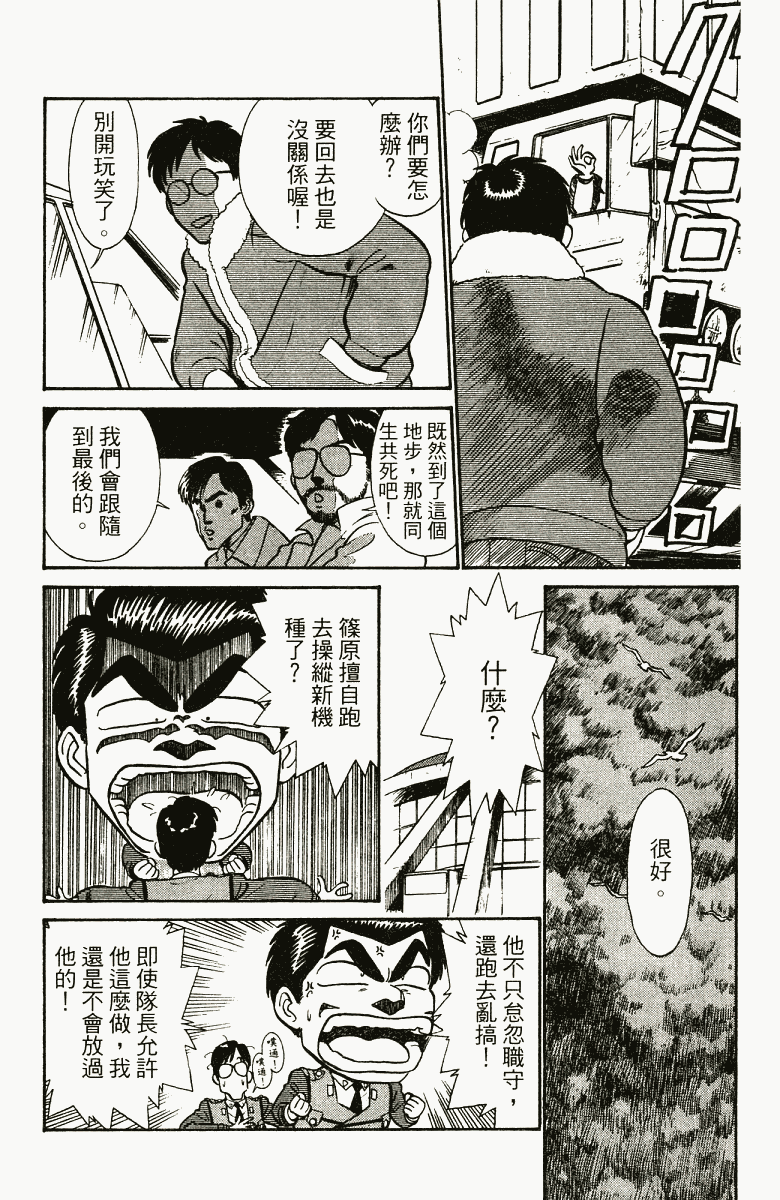 你們要怎
麼辦？
要回去也是
沒關係喔！
別開玩笑了。
既然到了這個
地步，那就同
生共死吧！
我們會跟隨
到最後的。
很好。
什麼？
篠原擅自跑
去操縱新機
種了？
他不只怠忽職守，
還跑去亂搞！
噗通！
噗通！
即使隊長允許
他這麼做，我
還是不會放過
他的！